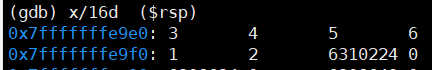 (gdb) x/16d ($rsp)
0x7fffffffe9e0: 3 4 5 6
0x7fffffffe9f0: 1 2 6310224 0